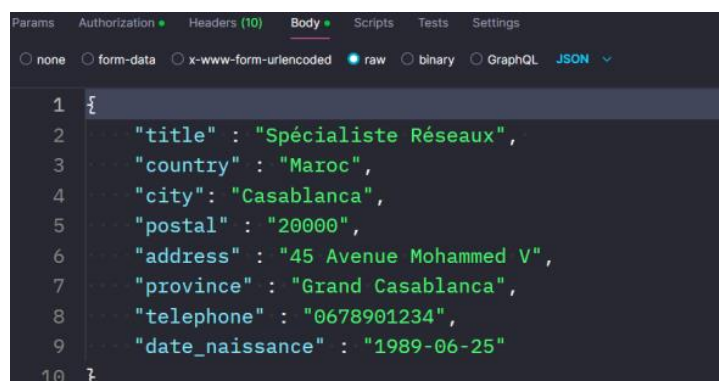 Params Authorization Headers (10) Body Scripts Tests Settings
none form-data x-www-form-urlencoded raw binary GraphQL JSON
1 {
2 "title" : "Spécialiste Réseaux",
3 "country" : "Maroc",
4 "city": "Casablanca",
5 "postal" : "20000",
6 "address" : "45 Avenue Mohammed V",
7 "province" : "Grand Casablanca",
8 "telephone" : "0678901234",
9 "date_naissance" : "1989-06-25"
10 }